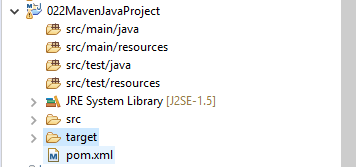 022MavenJavaProject
src/main/java
src/main/resources
src/test/java
src/test/resources
JRE System Library [J2SE-1.5]
src
target
pom.xml